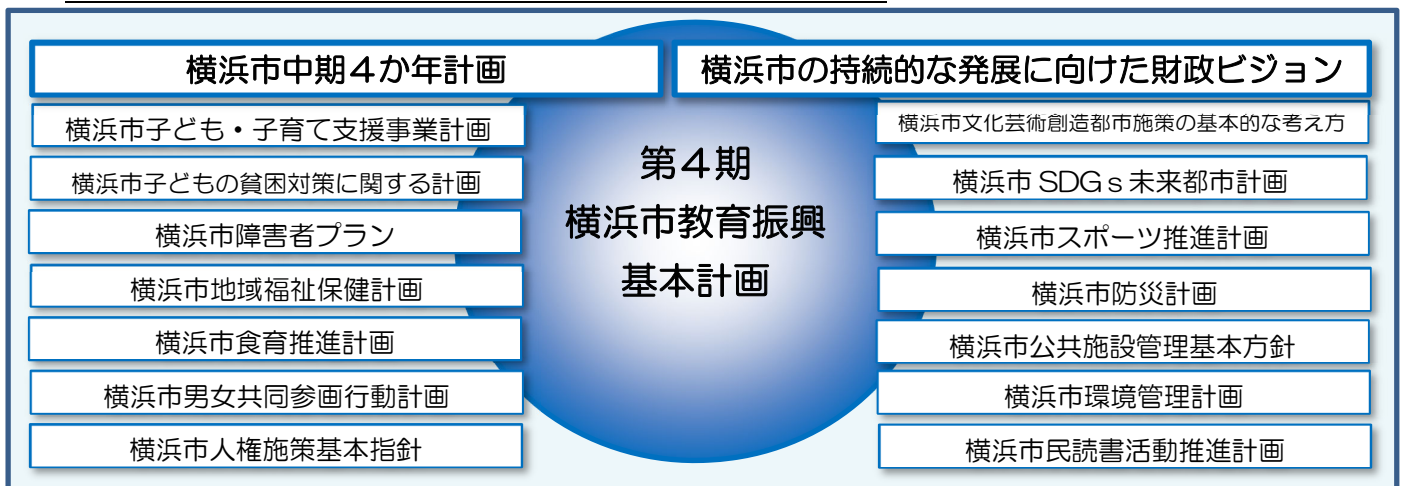 横浜市中期4か年計画
横浜市の持続的な発展に向けた財政ビジョン
横浜市子ども・子育て支援事業計画
横浜市子どもの貧困対策に関する計画
横浜市障害者プラン
横浜市地域福祉保健計画
横浜市食育推進計画
横浜市男女共同参画行動計画
横浜市人権施策基本指針
第4期
横浜市教育振興
基本計画
横浜市文化芸術創造都市施策の基本的な考え方
横浜市 SDGs未来都市計画
横浜市スポーツ推進計画
横浜市防災計画
横浜市公共施設管理基本方針
横浜市環境管理計画
横浜市民読書活動推進計画